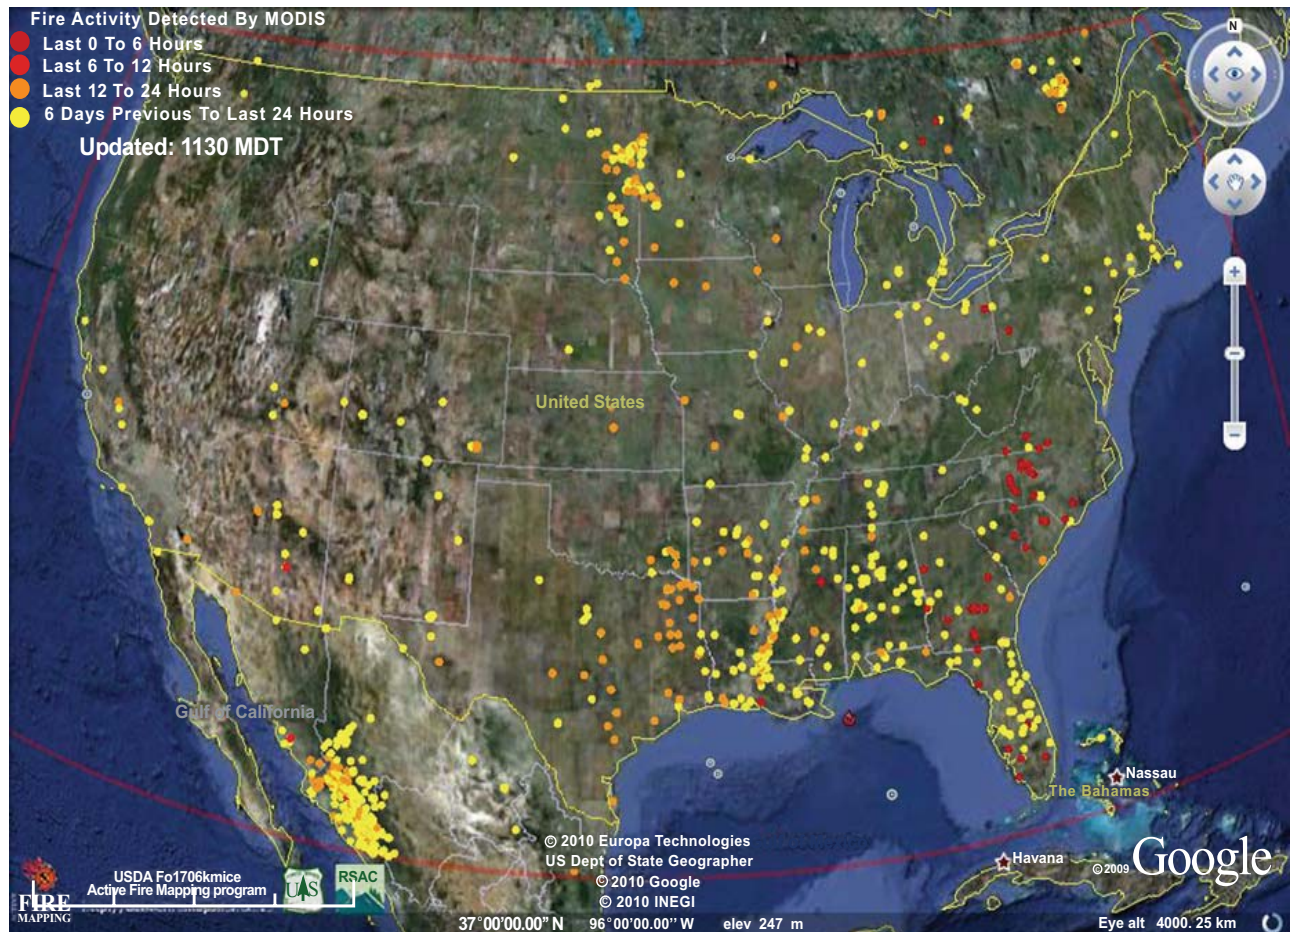 Fire Activity Detected By MODIS
Last 0 To 6 Hours
Last 6 To 12 Hours
Last 12 To 24 Hours
6 Days Previous To Last 24 Hours
Updated: 1130 MDT
N
United States
Gulf of California
Nassau
The Bahamas
Havana
© 2010 Europa Technologies
US Dept of State Geographer
© 2010 Google
© 2010 INEGI
©2009 Google
USDA Fo1706kmice
Active Fire Mapping program
FIRE
MAPPING
UAS
RSAC
37°00'00.00" N 96°00'00.00'' W elev 247 m
Eye alt 4000. 25 km